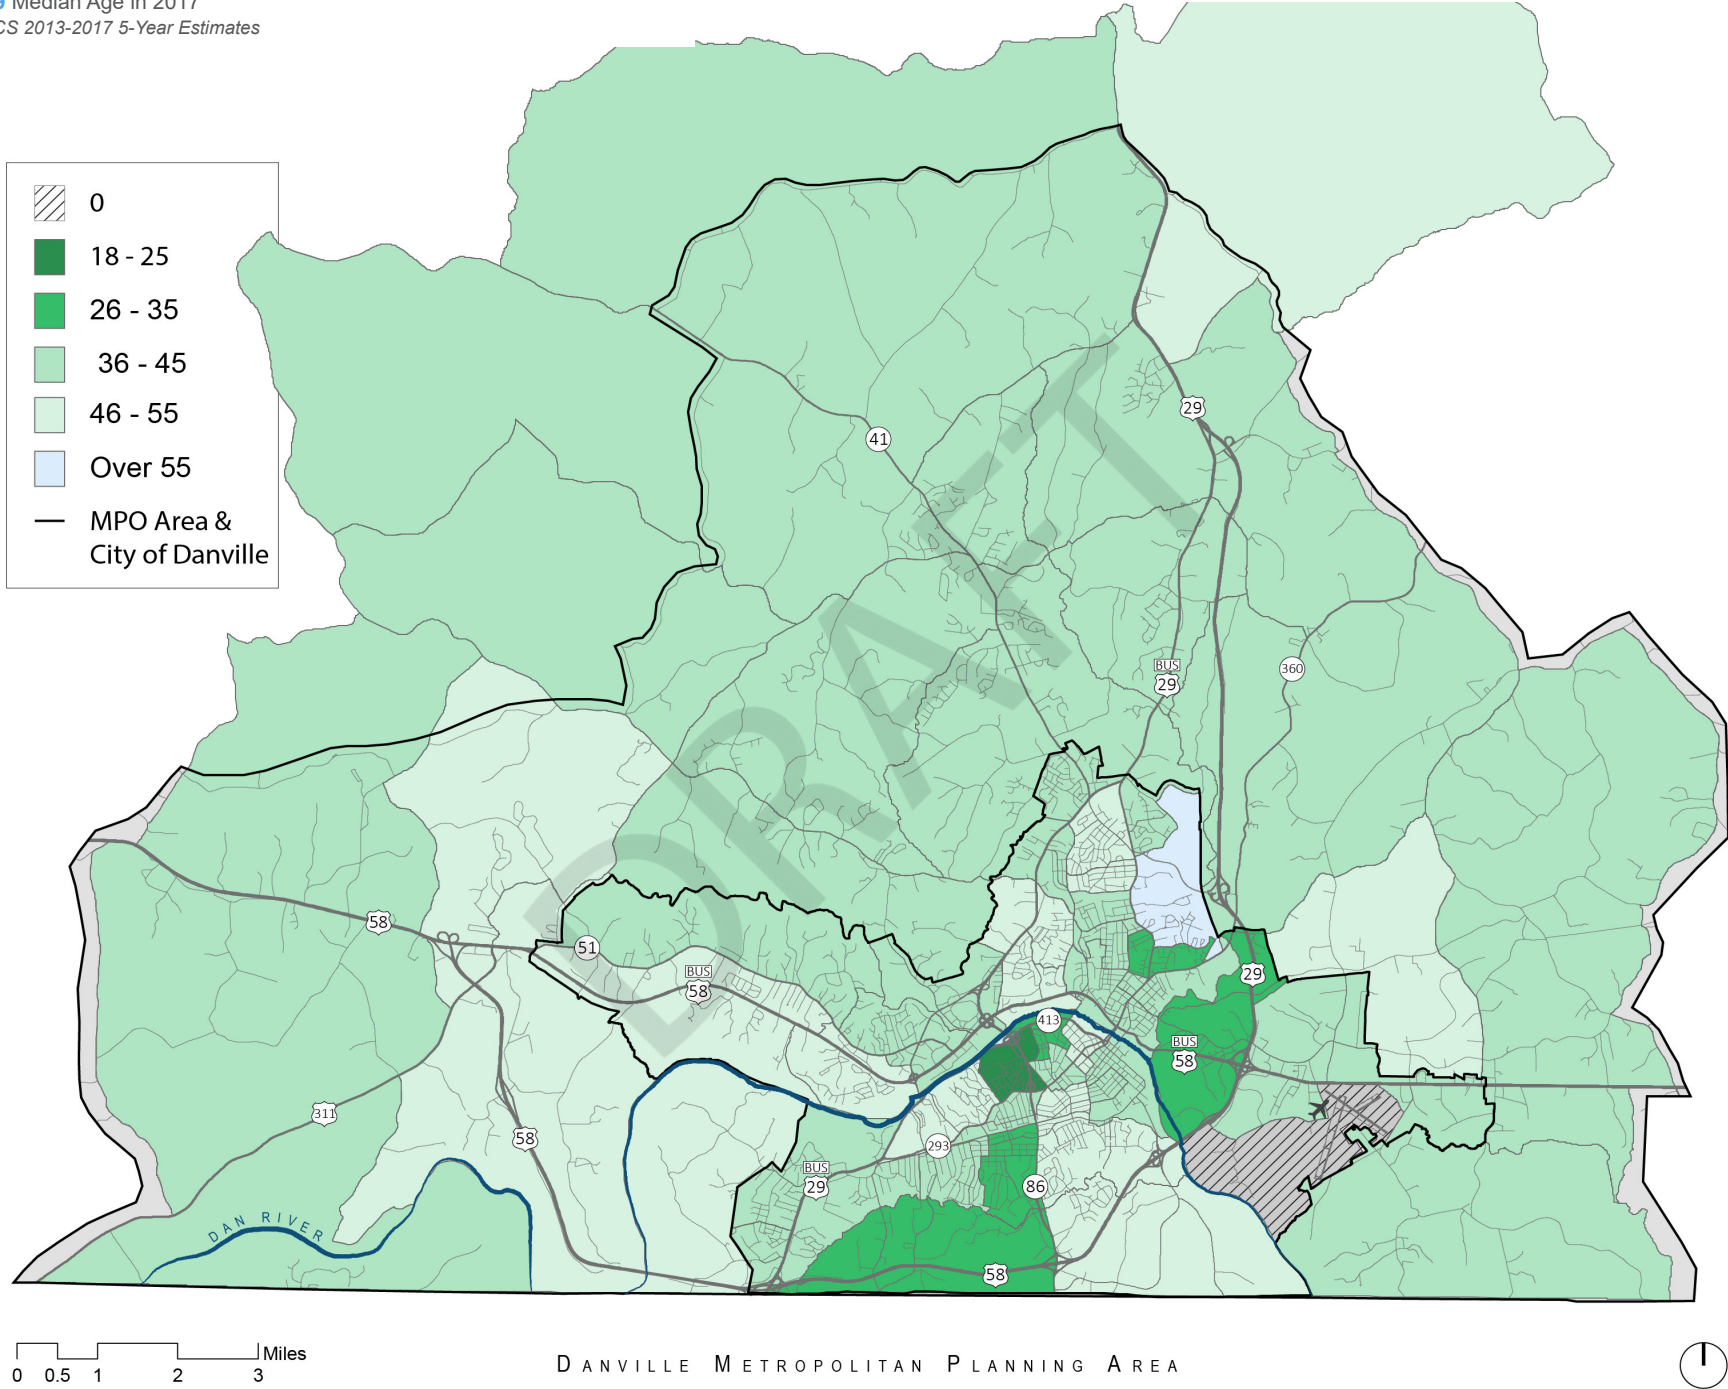 Median Age in 2017
CS 2013-2017 5-Year Estimates
0
18 - 25
26 - 35
36 - 45
46 - 55
Over 55
MPO Area &
City of Danville
DRAFT
29
41
BUS
29
360
58
51
BUS
58
29
413
BUS
58
311
58
293
BUS
29
86
DAN RIVER
58
Miles
0 0.5 1 2 3
DANVILLE METROPOLITAN PLANNING AREA